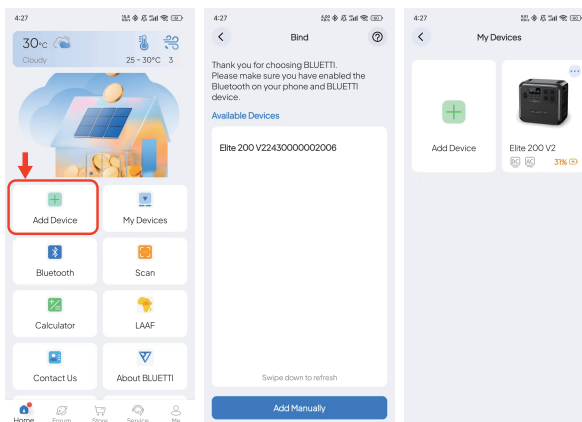 4:27
30°C
Cloudy
25~30°C 3
Add Device
My Devices
Bluetooth
Scan
Calculator
LAAF
Contact Us
About BLUETTI
Home
Forum
Store
Service
Me
4:27
Bind
Thank you for choosing BLUETTI.
Please make sure you have enabled the
Bluetooth on your phone and BLUETTI
device.
Available Devices
Elite 200 V22430000002006
Swipe down to refresh
Add Manually
4:27
My Devices
Add Device
Elite 200 V2
DC AC 31%